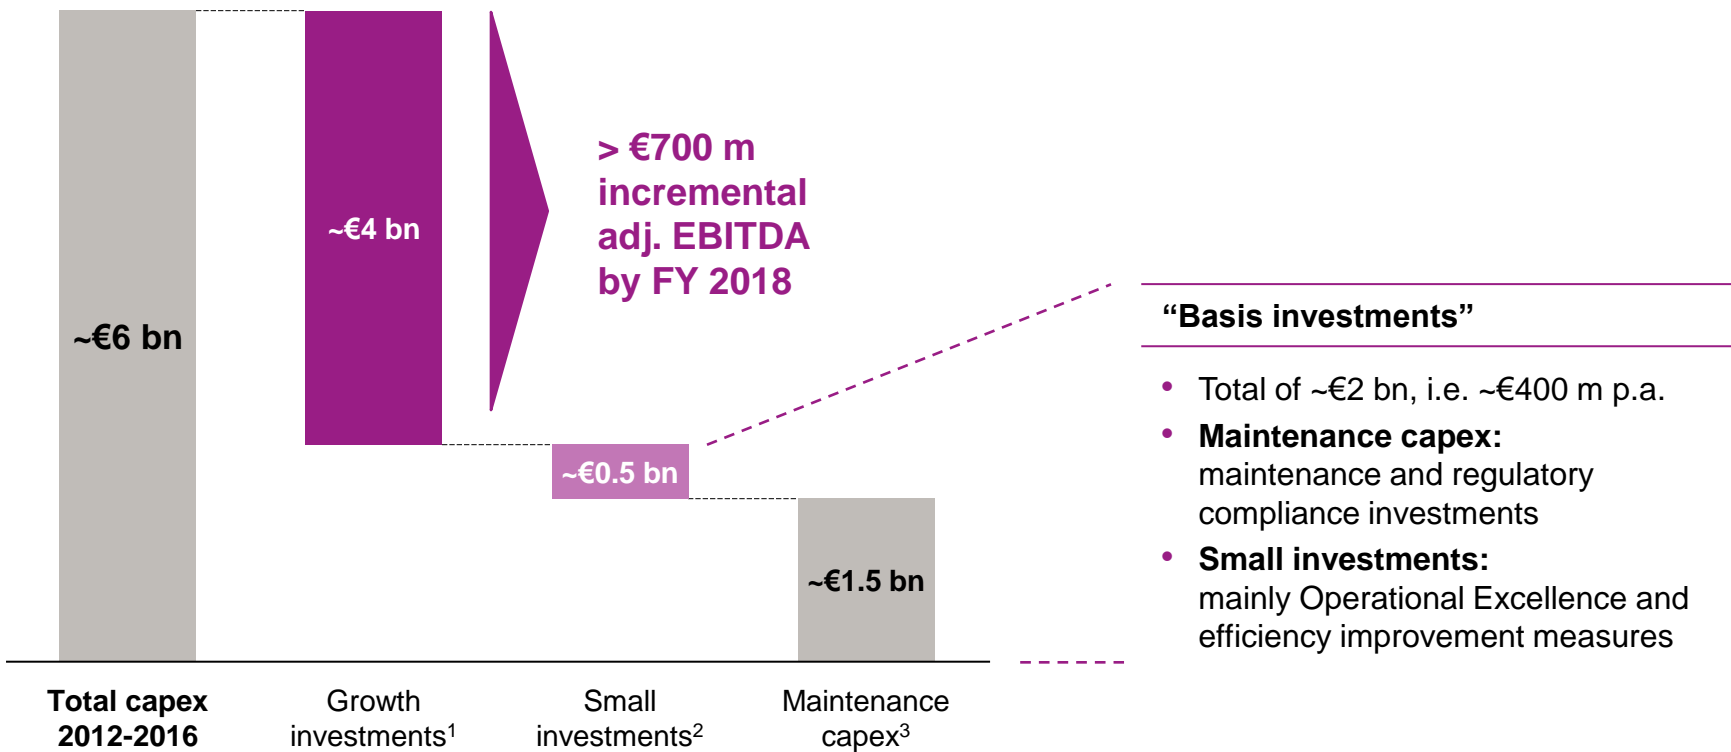 ~€6 bn
~€4 bn
> €700 m
incremental
adj. EBITDA
by FY 2018
~€0.5 bn
~€1.5 bn
“Basis investments”
• Total of ~€2 bn, i.e. ~€400 m p.a.
• Maintenance capex:
maintenance and regulatory
compliance investments
• Small investments:
mainly Operational Excellence and
efficiency improvement measures
Total capex
2012-2016
Growth
investments¹
Small
investments²
Maintenance
capex³